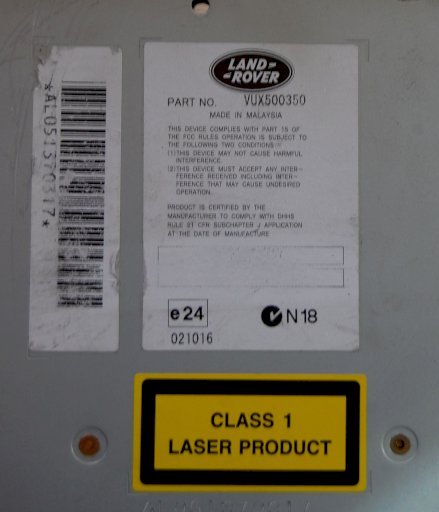 *AL0515T0317*
LAND-
-ROVER
PART NO. VUX500350
MADE IN MALAYSIA
THIS DEVICE COMPLIES WITH PART 15 OF
THE FCC RULES OPERATION IS SUBJECT TO
THE FOLLOWING TWO CONDITIONS:
(1)THIS DEVICE MAY NOT CAUSE HARMFUL
INTERFERENCE.
(2)THIS DEVICE MUST ACCEPT ANY INTER-
FERENCE RECEIVED INCLUDING INTER-
FERENCE THAT MAY CAUSE UNDESIRED
OPERATION.
PRODUCT IS CERTIFIED BY THE
MANUFACTURER TO COMPLY WITH DHHS
RULE 21 CFR SUBCHAPTER J APPLICATION
AT THE DATE OF MANUFACTURE
e24
N18
021016
CLASS 1
LASER PRODUCT